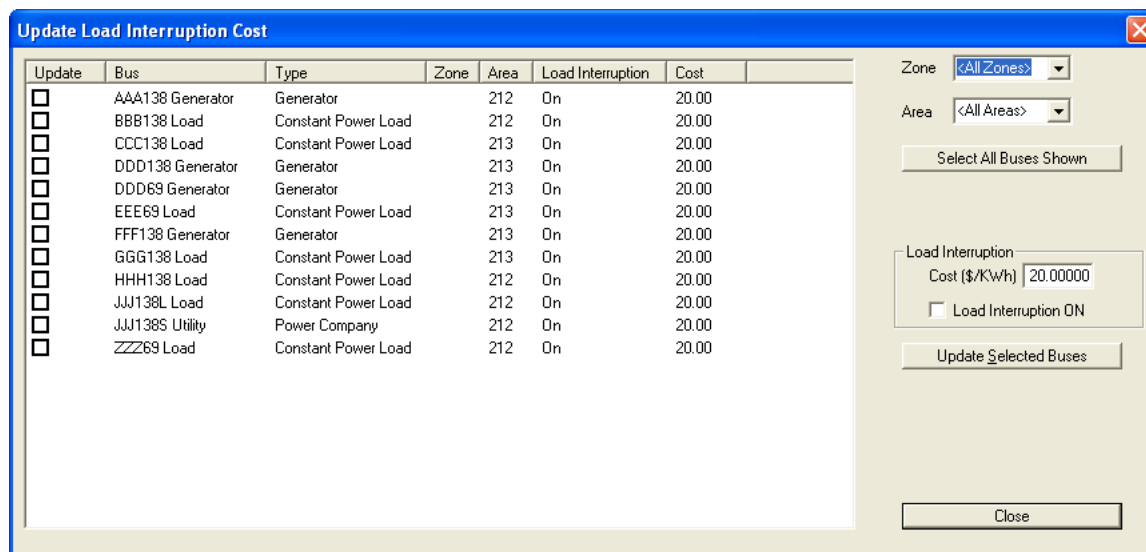 Update Load Interruption Cost
Update Bus Type Zone Area Load Interruption Cost
AAA138 Generator Generator 212 On 20.00
BBB138 Load Constant Power Load 212 On 20.00
CCC138 Load Constant Power Load 213 On 20.00
DDD138 Generator Generator 213 On 20.00
DDD69 Generator Generator 213 On 20.00
EEE69 Load Constant Power Load 213 On 20.00
FFF138 Generator Generator 213 On 20.00
GGG138 Load Constant Power Load 213 On 20.00
HHH138 Load Constant Power Load 212 On 20.00
JJJ138L Load Constant Power Load 212 On 20.00
JJJ138S Utility Power Company 212 On 20.00
ZZZ69 Load Constant Power Load 212 On 20.00
Zone <All Zones>
Area <All Areas>
Select All Buses Shown
Load Interruption
Cost ($/KWh) 20.00000
Load Interruption ON
Update Selected Buses
Close